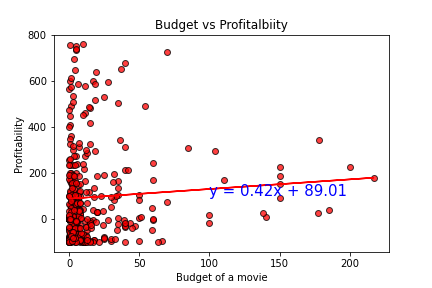 Budget vs Profitalbiity
Profitability
800
600
400
200
0
y = 0.42x + 89.01
0
50
100
150
200
Budget of a movie